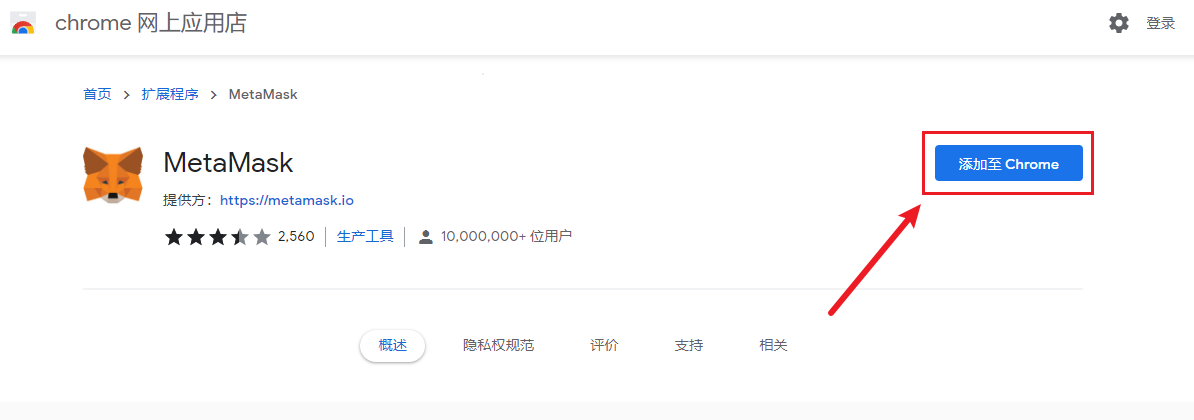 chrome 网上应用店
登录
首页 > 扩展程序 > MetaMask
MetaMask
添加至 Chrome
提供方: https://metamask.io
2,560
生产工具
10,000,000+ 位用户
概述
隐私权规范
评价
支持
相关